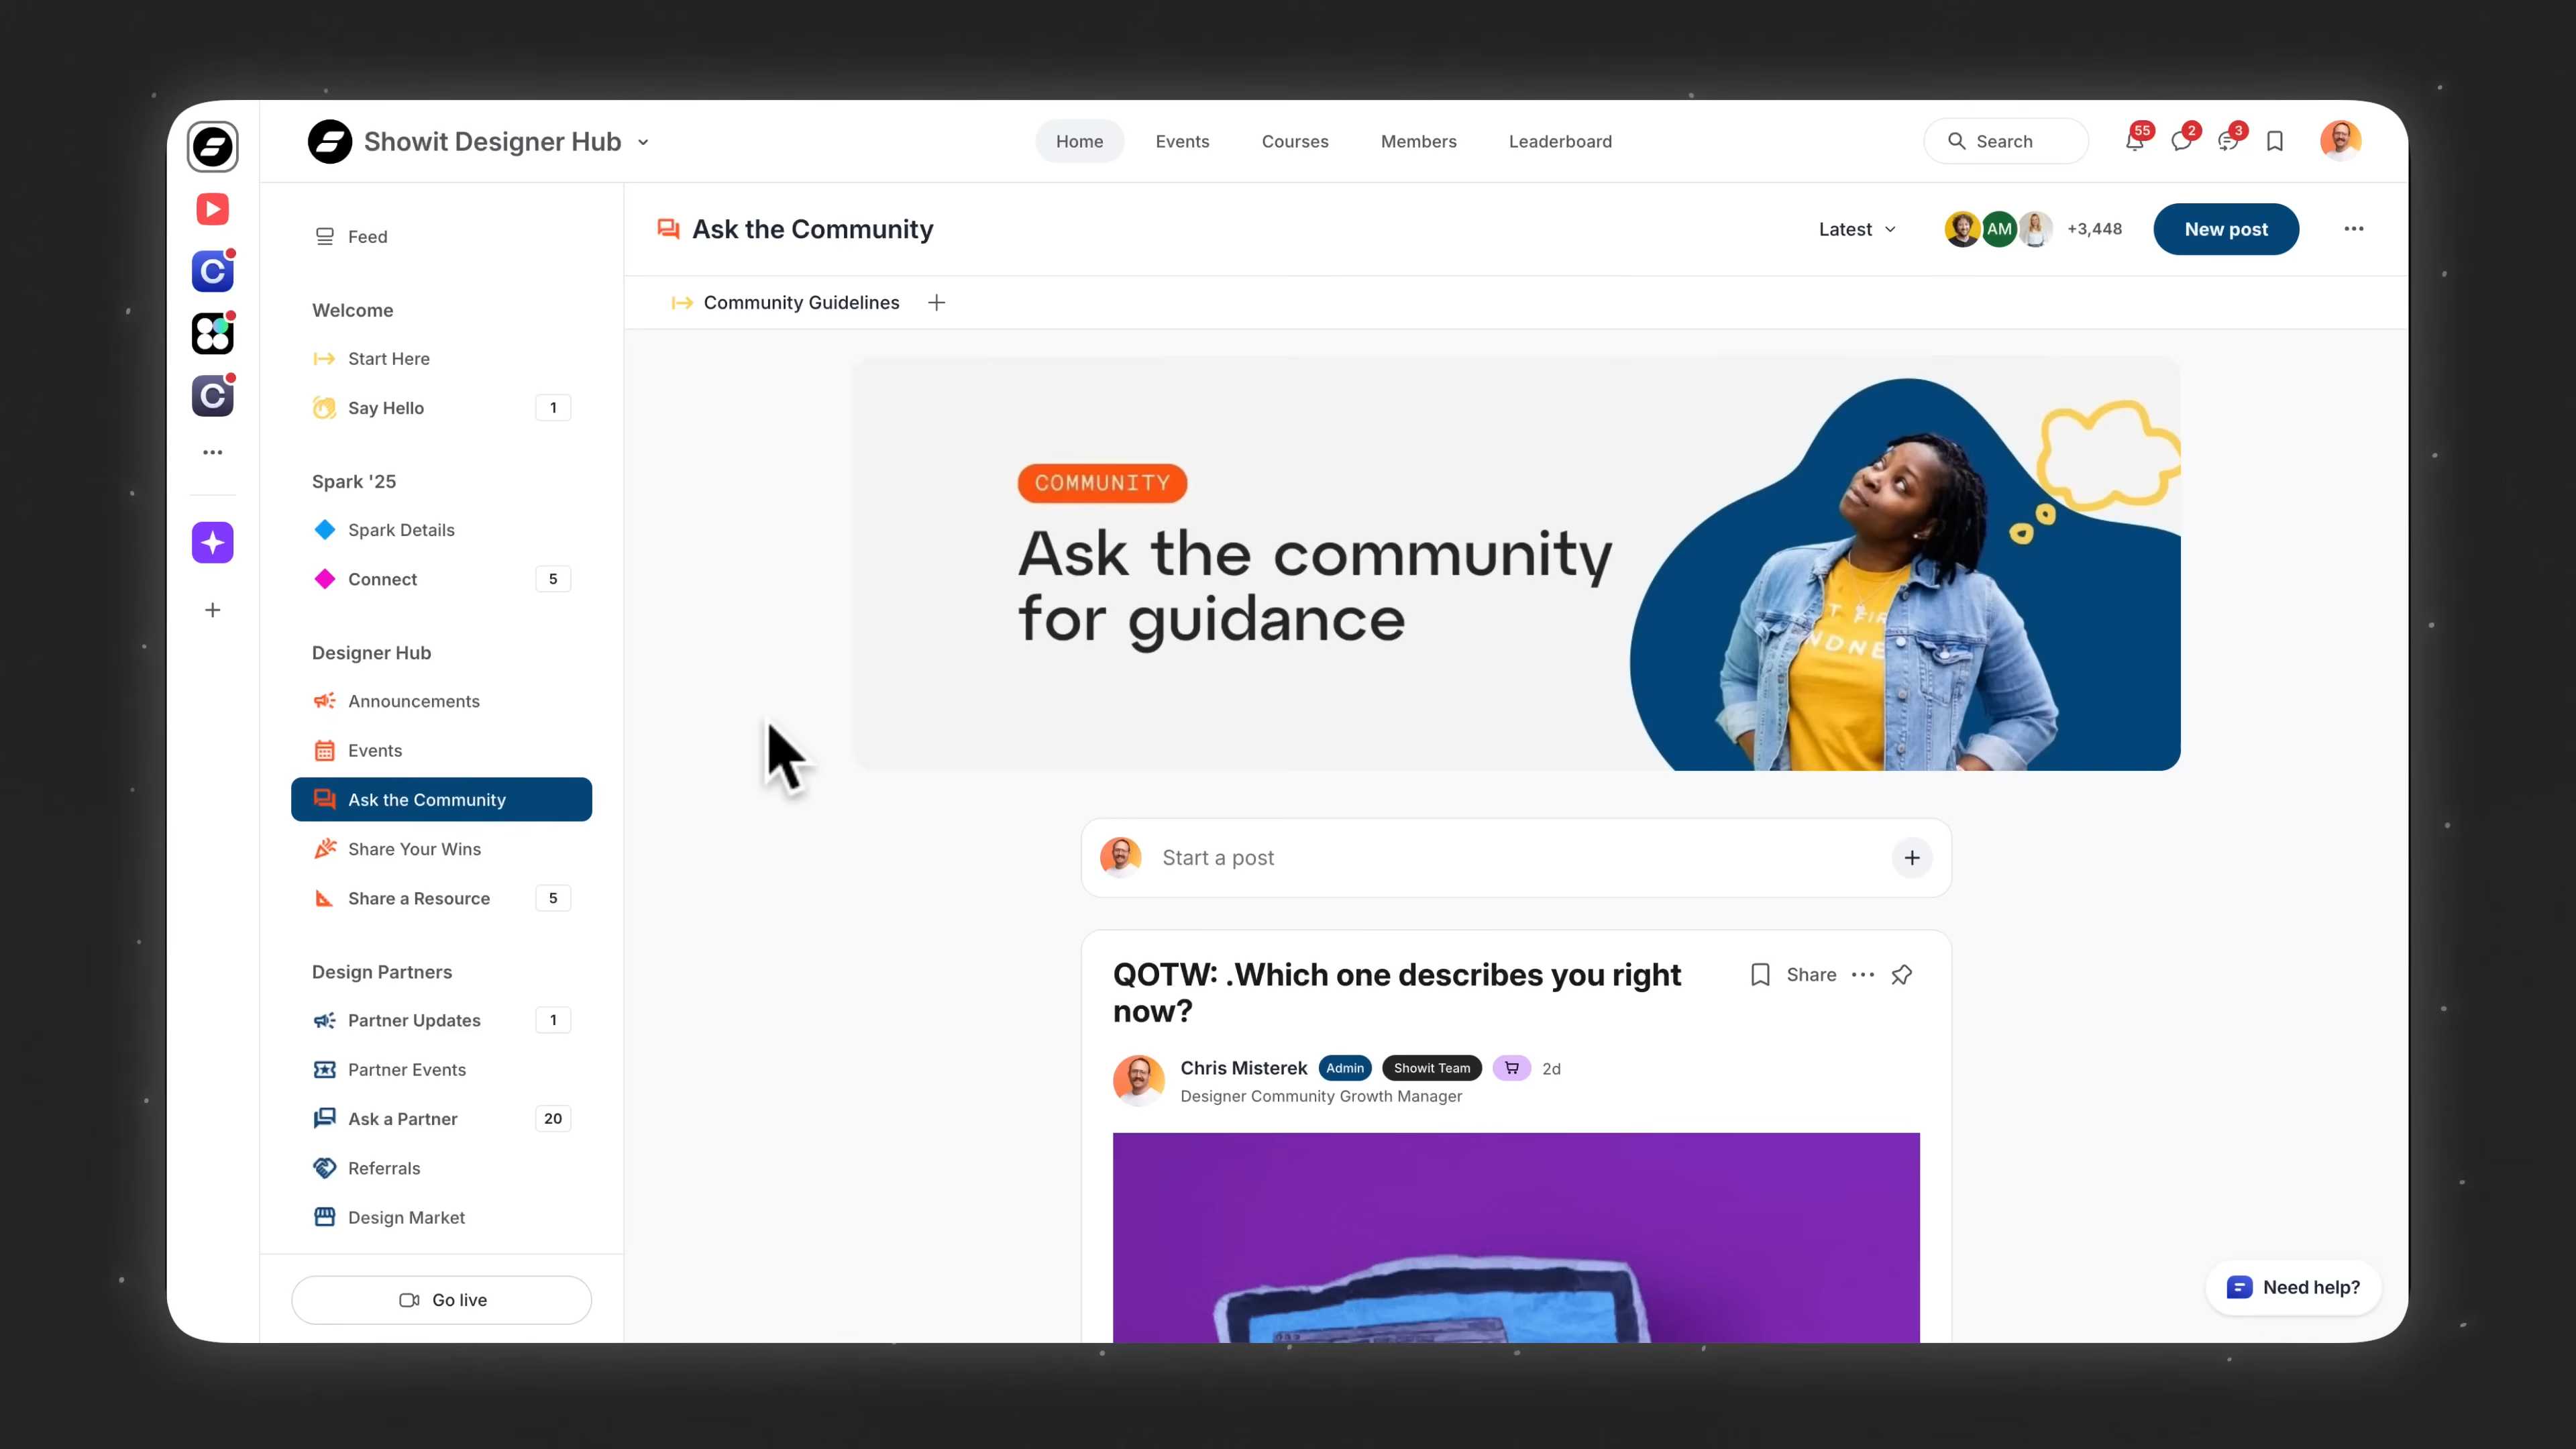 Showit Designer Hub
Home
Events
Courses
Members
Leaderboard
Search
55
2
3
Feed
Welcome
Start Here
Say Hello
1
Spark '25
Spark Details
Connect
5
Designer Hub
Announcements
Events
Ask the Community
Share Your Wins
Share a Resource
5
Design Partners
Partner Updates
1
Partner Events
Ask a Partner
20
Referrals
Design Market
Go live
Ask the Community
Latest
AM
+3,448
New post
Community Guidelines
COMMUNITY
Ask the community
for guidance
Start a post
QOTW: .Which one describes you right
now?
Share
Chris Misterek
Admin
Showit Team
2d
Designer Community Growth Manager
Need help?